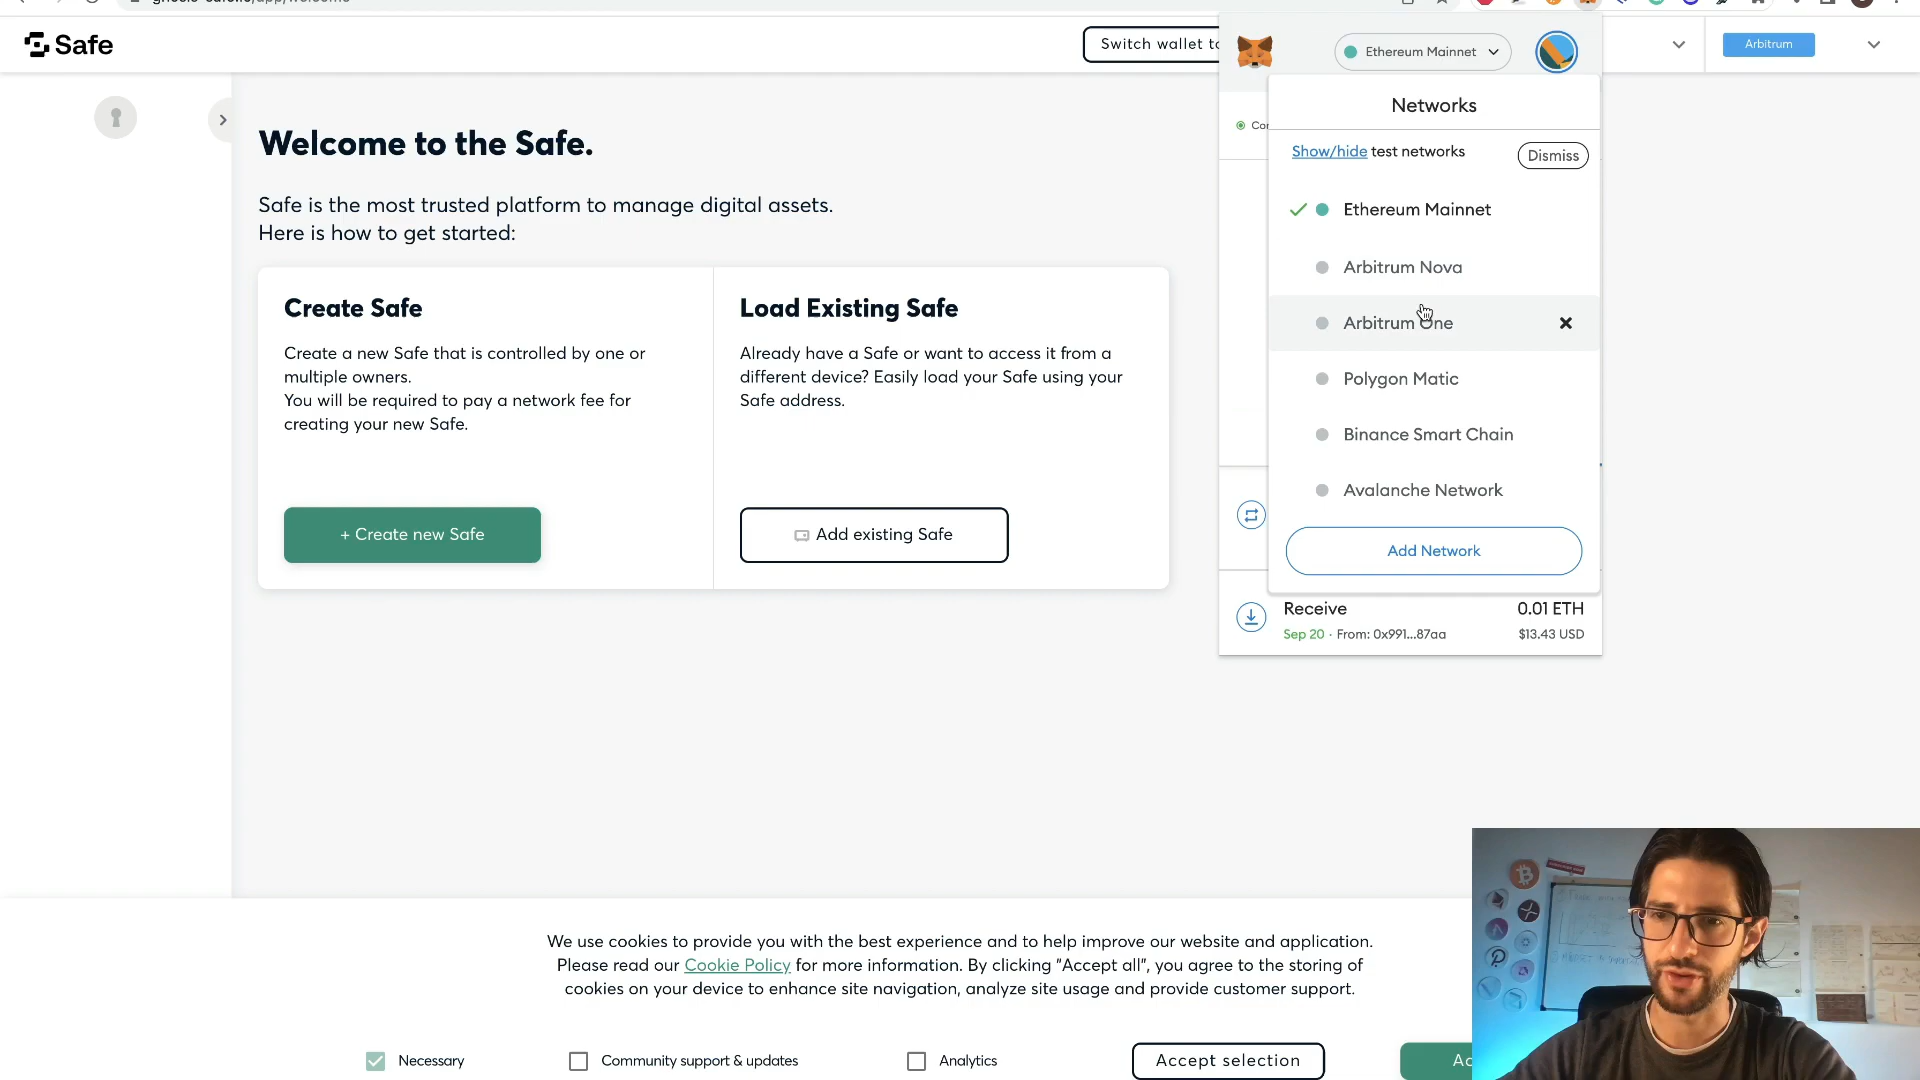 Safe
Switch wallet to
Ethereum Mainnet
Arbitrum
Networks
Show/hide test networks
Dismiss
Ethereum Mainnet
Arbitrum Nova
Arbitrum One
Polygon Matic
Binance Smart Chain
Avalanche Network
Add Network
Receive
0.01 ETH
Sep 20 · From: 0x991...87aa
$13.43 USD
Welcome to the Safe.
Safe is the most trusted platform to manage digital assets.
Here is how to get started:
Create Safe
Create a new Safe that is controlled by one or
multiple owners.
You will be required to pay a network fee for
creating your new Safe.
+ Create new Safe
Load Existing Safe
Already have a Safe or want to access it from a
different device? Easily load your Safe using your
Safe address.
Add existing Safe
We use cookies to provide you with the best experience and to help improve our website and application.
Please read our Cookie Policy for more information. By clicking "Accept all", you agree to the storing of
cookies on your device to enhance site navigation, analyze site usage and provide customer support.
Necessary
Community support & updates
Analytics
Accept selection